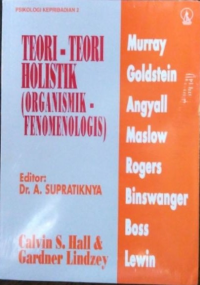 PSIKOLOGI KEPRIBADIAN 2
TEORI - TEORI
HOLISTIK
(ORGANISMIK -
FENOMENOLOGIS)
Editor:
Dr. A. SUPRATIKNYA
Calvin S. Hall &
Gardner Lindzey
Murray
Goldstein
Angyall
Maslow
Rogers
Binswanger
Boss
Lewin